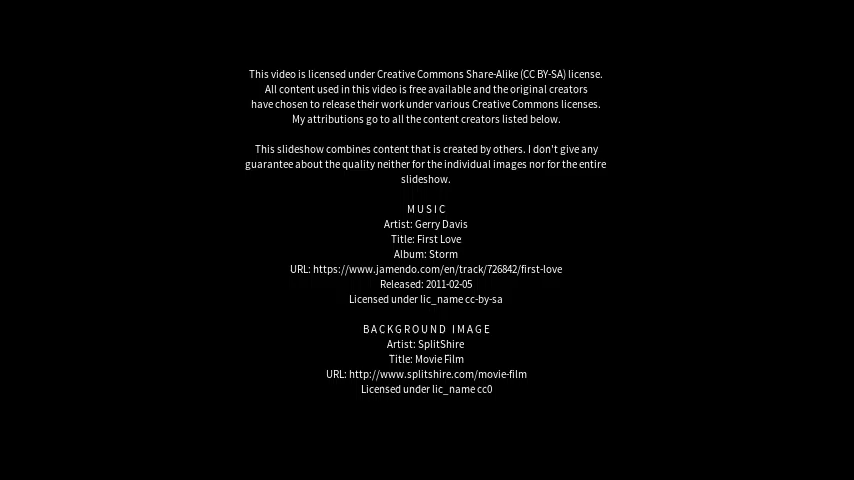 This video is licensed under Creative Commons Share-Alike (CC BY-SA) license.
All content used in this video is free available and the original creators
have chosen to release their work under various Creative Commons licenses.
My attributions go to all the content creators listed below.
This slideshow combines content that is created by others. I don't give any
guarantee about the quality neither for the individual images nor for the entire
slideshow.
MUSIC
Artist: Gerry Davis
Title: First Love
Album: Storm
URL: https://www.jamendo.com/en/track/726842/first-love
Released: 2011-02-05
Licensed under lic_name cc-by-sa
BACKGROUND IMAGE
Artist: SplitShire
Title: Movie Film
URL: http://www.splitshire.com/movie-film
Licensed under lic_name cc0